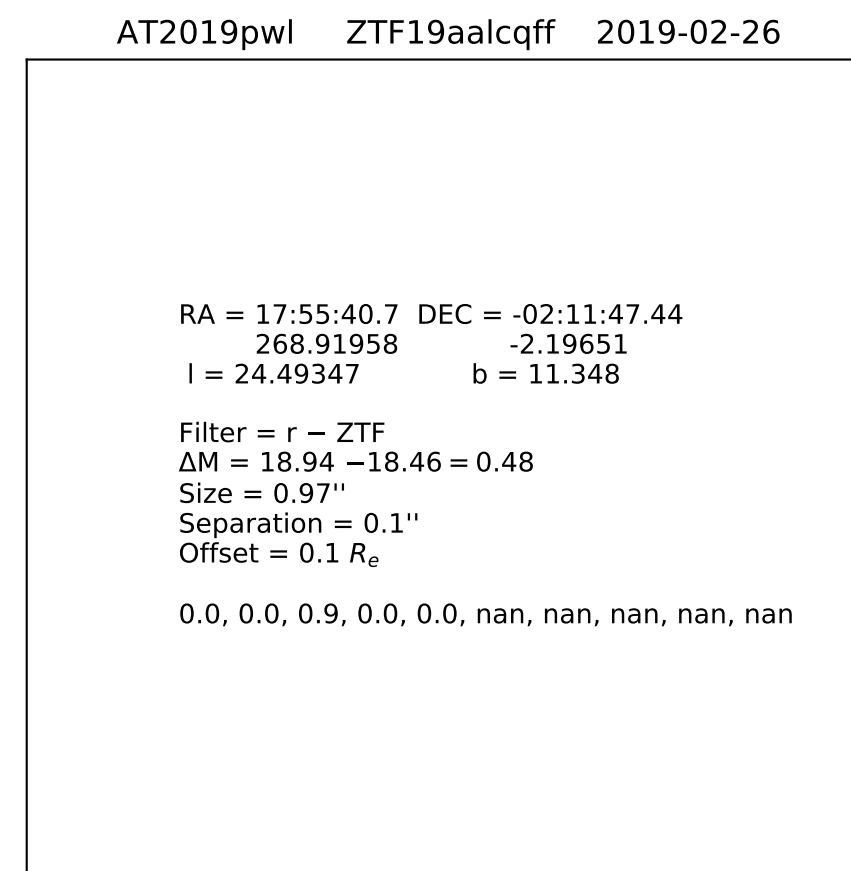 AT2019pwl ZTF19aalcqff 2019-02-26
RA = 17:55:40.7 DEC = -02:11:47.44
268.91958 -2.19651
l = 24.49347 b = 11.348
Filter = r − ZTF
ΔM = 18.94 −18.46 = 0.48
Size = 0.97''
Separation = 0.1''
Offset = 0.1 Rₑ
0.0, 0.0, 0.9, 0.0, 0.0, nan, nan, nan, nan, nan